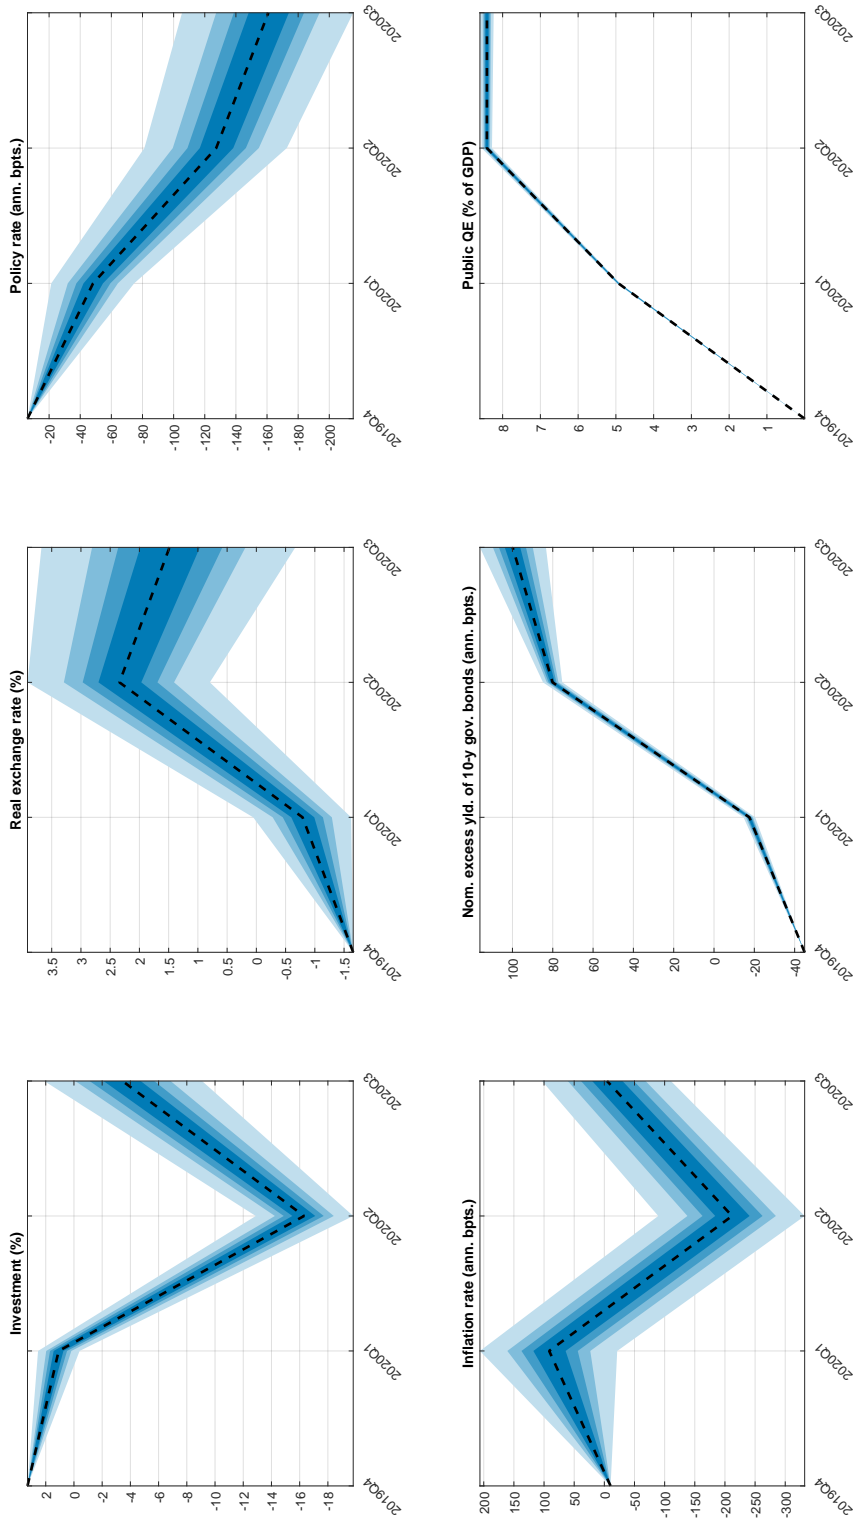 Investment (%)
2
0
-2
-4
-6
-8
-10
-12
-14
-16
-18
2019Q4
2020Q1
2020Q2
2020Q3
Real exchange rate (%)
3.5
3
2.5
2
1.5
1
0.5
0
-0.5
-1
-1.5
2019Q4
2020Q1
2020Q2
2020Q3
Policy rate (ann. bpts.)
-20
-40
-60
-80
-100
-120
-140
-160
-180
-200
2019Q4
2020Q1
2020Q2
2020Q3
Inflation rate (ann. bpts.)
200
150
100
50
0
-50
-100
-150
-200
-250
-300
2019Q4
2020Q1
2020Q2
2020Q3
Nom. excess yld. of 10-y gov. bonds (ann. bpts.)
100
80
60
40
20
0
-20
-40
2019Q4
2020Q1
2020Q2
2020Q3
Public QE (% of GDP)
8
7
6
5
4
3
2
1
2019Q4
2020Q1
2020Q2
2020Q3